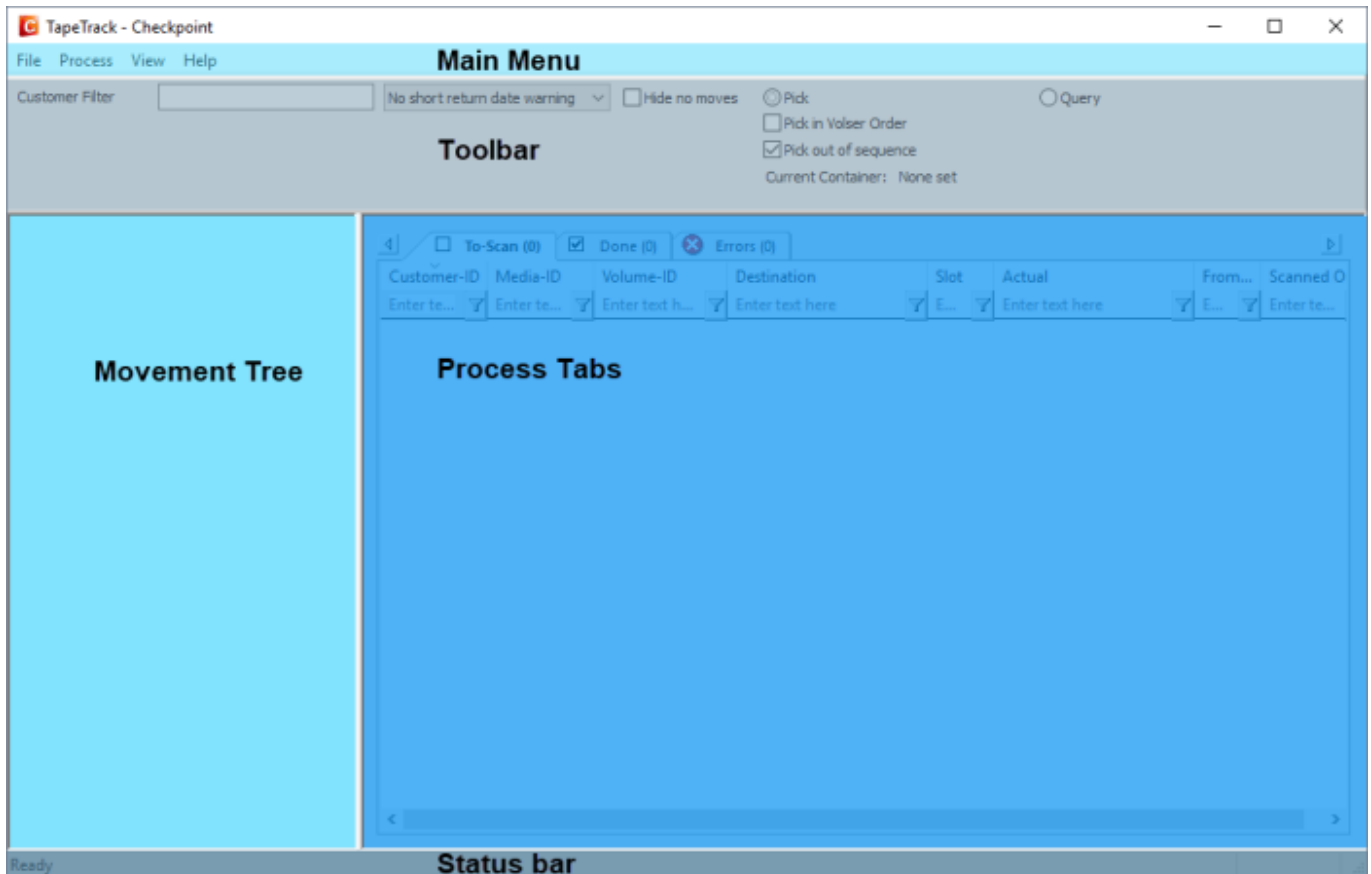 TapeTrack - Checkpoint
File Process View Help Main Menu
Customer Filter No short return date warning Hide no moves Pick Query
Pick in Volser Order
Toolbar Pick out of sequence
Current Container: None set
To-Scan (0) Done (0) Errors (0)
Customer-ID Media-ID Volume-ID Destination Slot Actual From... Scanned O
Enter te... Enter te... Enter text h... Enter text here E... Enter text here E... Enter te...
Movement Tree Process Tabs
Ready Status bar